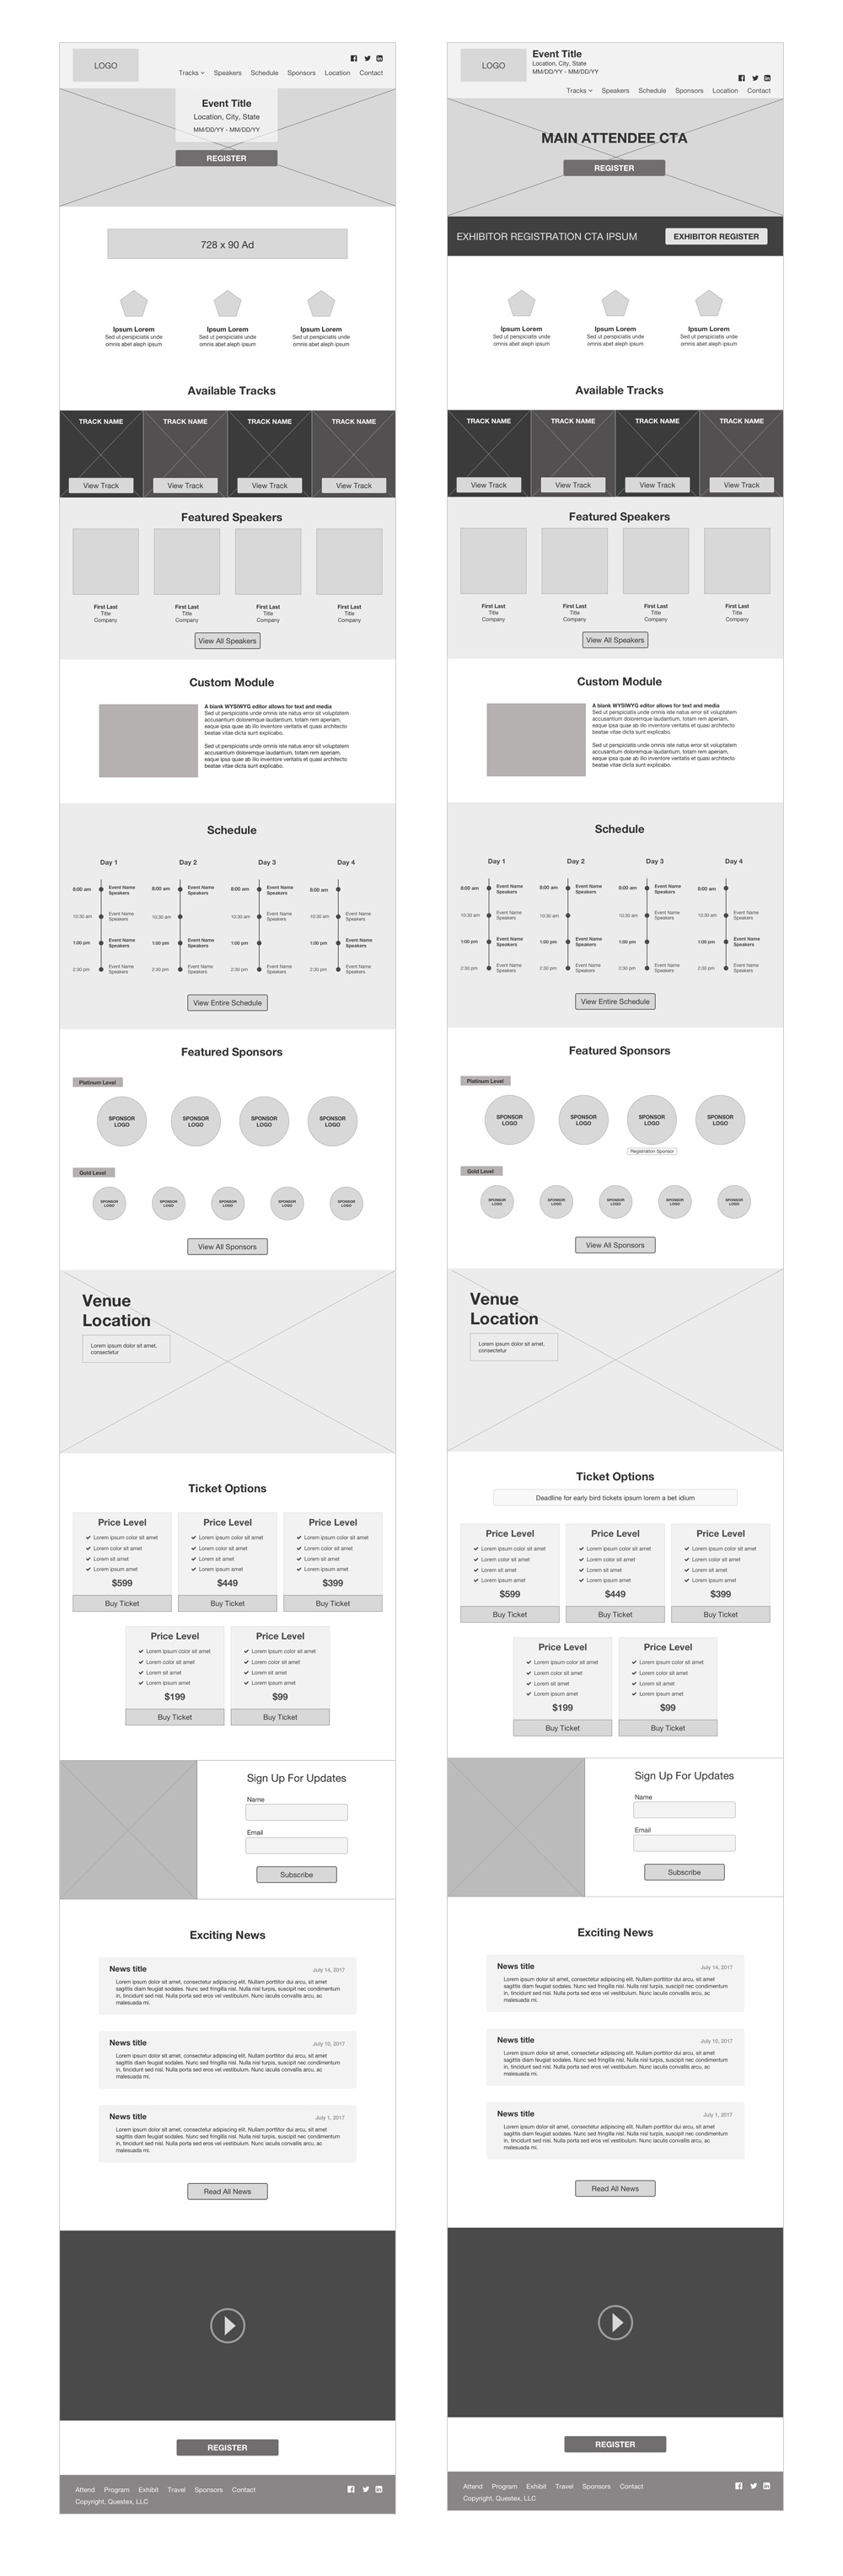 LOGO
Tracks Speakers Schedule Sponsors Location Contact
Event Title
Location, City, State
MM/DD/YY - MM/DD/YY
REGISTER
728 x 90 Ad
Ipsum Lorem Ipsum Lorem Ipsum Lorem
Sed ut perspiciatis unde Sed ut perspiciatis unde Sed ut perspiciatis unde
omnis abet aleph ipsum omnis abet aleph ipsum omnis abet aleph ipsum
Available Tracks
TRACK NAME TRACK NAME TRACK NAME TRACK NAME
View Track View Track View Track View Track
Featured Speakers
First Last First Last First Last First Last
Title Title Title Title
Company Company Company Company
View All Speakers
Custom Module
A blank WYSIWYG editor allows for text and media
Sed ut perspiciatis unde omnis iste natus error sit voluptatem
accusantium doloremque laudantium, totam rem aperiam,
eaque ipsa quae ab illo inventore veritatis et quasi architecto
beatae vitae dicta sunt explicabo.
Sed ut perspiciatis unde omnis iste natus error sit voluptatem
accusantium doloremque laudantium, totam rem aperiam,
eaque ipsa quae ab illo inventore veritatis et quasi architecto
beatae vitae dicta sunt explicabo.
Schedule
Day 1 Day 2 Day 3 Day 4
8:00 am Event Name 8:00 am Event Name 8:00 am Event Name 8:00 am
Speakers Speakers Speakers
10:30 am Event Name 10:30 am 10:30 am Event Name 10:30 am Event Name
Speakers Speakers Speakers
1:00 pm Event Name 1:00 pm Event Name 1:00 pm 1:00 pm Event Name
Speakers Speakers Speakers
2:30 pm Event Name 2:30 pm Event Name 2:30 pm Event Name 2:30 pm Event Name
Speakers Speakers Speakers Speakers
View Entire Schedule
Featured Sponsors
Platinum Level
SPONSOR SPONSOR SPONSOR SPONSOR
LOGO LOGO LOGO LOGO
Gold Level
SPONSOR SPONSOR SPONSOR SPONSOR SPONSOR
LOGO LOGO LOGO LOGO LOGO
View All Sponsors
Venue
Location
Lorem ipsum dolor sit amet,
consectetur
Ticket Options
Price Level Price Level Price Level
Lorem ipsum color sit amet Lorem ipsum color sit amet Lorem ipsum color sit amet
Lorem color sit amet Lorem color sit amet Lorem color sit amet
Lorem sit amet Lorem sit amet Lorem sit amet
Lorem ipsum amet Lorem ipsum amet Lorem ipsum amet
$599 $449 $399
Buy Ticket Buy Ticket Buy Ticket
Price Level Price Level
Lorem ipsum color sit amet Lorem ipsum color sit amet
Lorem color sit amet Lorem color sit amet
Lorem sit amet Lorem sit amet
Lorem ipsum amet Lorem ipsum amet
$199 $99
Buy Ticket Buy Ticket
Sign Up For Updates
Name
Email
Subscribe
Exciting News
News title July 14, 2017
Lorem ipsum dolor sit amet, consectetur adipiscing elit. Nullam porttitor dui arcu, sit amet
sagittis diam feugiat sodales. Nunc sed fringilla nisl. Nulla nisl turpis, suscipit nec condimentum
in, tincidunt sed nisl. Nulla porta sed eros vel vestibulum. Nunc iaculis convallis arcu, ac
malesuada mi.
News title July 10, 2017
Lorem ipsum dolor sit amet, consectetur adipiscing elit. Nullam porttitor dui arcu, sit amet
sagittis diam feugiat sodales. Nunc sed fringilla nisl. Nulla nisl turpis, suscipit nec condimentum
in, tincidunt sed nisl. Nulla porta sed eros vel vestibulum. Nunc iaculis convallis arcu, ac
malesuada mi.
News title July 1, 2017
Lorem ipsum dolor sit amet, consectetur adipiscing elit. Nullam porttitor dui arcu, sit amet
sagittis diam feugiat sodales. Nunc sed fringilla nisl. Nulla nisl turpis, suscipit nec condimentum
in, tincidunt sed nisl. Nulla porta sed eros vel vestibulum. Nunc iaculis convallis arcu, ac
malesuada mi.
Read All News
REGISTER
Attend Program Exhibit Travel Sponsors Contact
Copyright, Questex, LLC
LOGO
Event Title
Location, City, State
MM/DD/YY - MM/DD/YY
Tracks Speakers Schedule Sponsors Location Contact
MAIN ATTENDEE CTA
REGISTER
EXHIBITOR REGISTRATION CTA IPSUM EXHIBITOR REGISTER
Ipsum Lorem Ipsum Lorem Ipsum Lorem
Sed ut perspiciatis unde Sed ut perspiciatis unde Sed ut perspiciatis unde
omnis abet aleph ipsum omnis abet aleph ipsum omnis abet aleph ipsum
Available Tracks
TRACK NAME TRACK NAME TRACK NAME TRACK NAME
View Track View Track View Track View Track
Featured Speakers
First Last First Last First Last First Last
Title Title Title Title
Company Company Company Company
View All Speakers
Custom Module
A blank WYSIWYG editor allows for text and media
Sed ut perspiciatis unde omnis iste natus error sit voluptatem
accusantium doloremque laudantium, totam rem aperiam,
eaque ipsa quae ab illo inventore veritatis et quasi architecto
beatae vitae dicta sunt explicabo.
Sed ut perspiciatis unde omnis iste natus error sit voluptatem
accusantium doloremque laudantium, totam rem aperiam,
eaque ipsa quae ab illo inventore veritatis et quasi architecto
beatae vitae dicta sunt explicabo.
Schedule
Day 1 Day 2 Day 3 Day 4
8:00 am Event Name 8:00 am Event Name 8:00 am Event Name 8:00 am
Speakers Speakers Speakers
10:30 am Event Name 10:30 am 10:30 am Event Name 10:30 am Event Name
Speakers Speakers Speakers
1:00 pm Event Name 1:00 pm Event Name 1:00 pm 1:00 pm Event Name
Speakers Speakers Speakers
2:30 pm Event Name 2:30 pm Event Name 2:30 pm Event Name 2:30 pm Event Name
Speakers Speakers Speakers Speakers
View Entire Schedule
Featured Sponsors
Platinum Level
SPONSOR SPONSOR SPONSOR SPONSOR
LOGO LOGO LOGO LOGO
Registration Sponsor
Gold Level
SPONSOR SPONSOR SPONSOR SPONSOR SPONSOR
LOGO LOGO LOGO LOGO LOGO
View All Sponsors
Venue
Location
Lorem ipsum dolor sit amet,
consectetur
Ticket Options
Deadline for early bird tickets ipsum lorem a bet idium
Price Level Price Level Price Level
Lorem ipsum color sit amet Lorem ipsum color sit amet Lorem ipsum color sit amet
Lorem color sit amet Lorem color sit amet Lorem color sit amet
Lorem sit amet Lorem sit amet Lorem sit amet
Lorem ipsum amet Lorem ipsum amet Lorem ipsum amet
$599 $449 $399
Buy Ticket Buy Ticket Buy Ticket
Price Level Price Level
Lorem ipsum color sit amet Lorem ipsum color sit amet
Lorem color sit amet Lorem color sit amet
Lorem sit amet Lorem sit amet
Lorem ipsum amet Lorem ipsum amet
$199 $99
Buy Ticket Buy Ticket
Sign Up For Updates
Name
Email
Subscribe
Exciting News
News title July 14, 2017
Lorem ipsum dolor sit amet, consectetur adipiscing elit. Nullam porttitor dui arcu, sit amet
sagittis diam feugiat sodales. Nunc sed fringilla nisl. Nulla nisl turpis, suscipit nec condimentum
in, tincidunt sed nisl. Nulla porta sed eros vel vestibulum. Nunc iaculis convallis arcu, ac
malesuada mi.
News title July 10, 2017
Lorem ipsum dolor sit amet, consectetur adipiscing elit. Nullam porttitor dui arcu, sit amet
sagittis diam feugiat sodales. Nunc sed fringilla nisl. Nulla nisl turpis, suscipit nec condimentum
in, tincidunt sed nisl. Nulla porta sed eros vel vestibulum. Nunc iaculis convallis arcu, ac
malesuada mi.
News title July 1, 2017
Lorem ipsum dolor sit amet, consectetur adipiscing elit. Nullam porttitor dui arcu, sit amet
sagittis diam feugiat sodales. Nunc sed fringilla nisl. Nulla nisl turpis, suscipit nec condimentum
in, tincidunt sed nisl. Nulla porta sed eros vel vestibulum. Nunc iaculis convallis arcu, ac
malesuada mi.
Read All News
REGISTER
Attend Program Exhibit Travel Sponsors Contact
Copyright, Questex, LLC